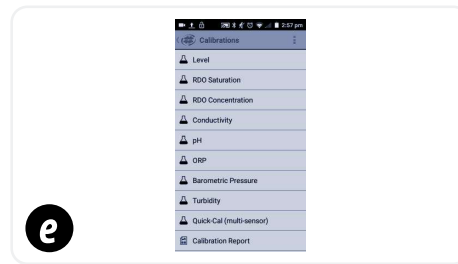 2:57 pm
Calibrations
Level
RDO Saturation
RDO Concentration
Conductivity
pH
ORP
Barometric Pressure
Turbidity
Quick-Cal (multi-sensor)
Calibration Report
e